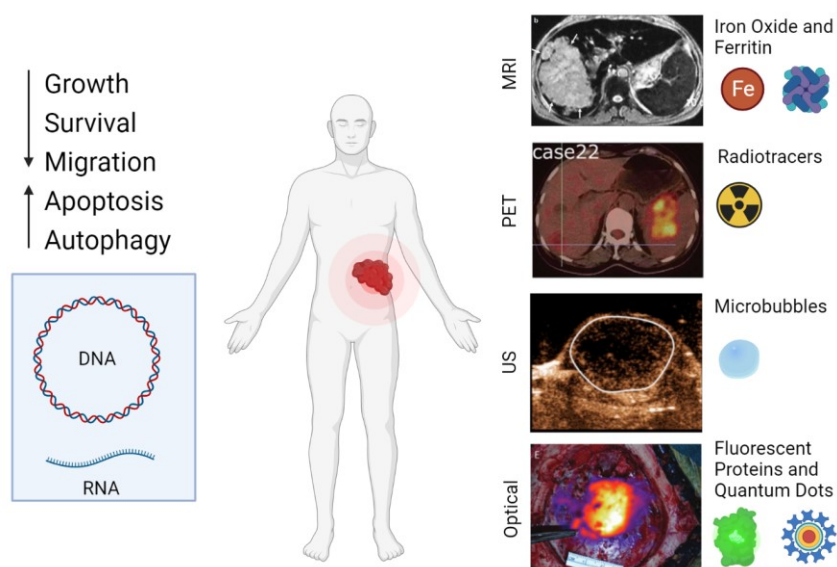 Growth
Survival
Migration
Apoptosis
Autophagy
DNA
RNA
MRI
b
Iron Oxide and
Ferritin
Fe
PET
case22
Radiotracers
US
Microbubbles
Optical
E
Fluorescent
Proteins and
Quantum Dots